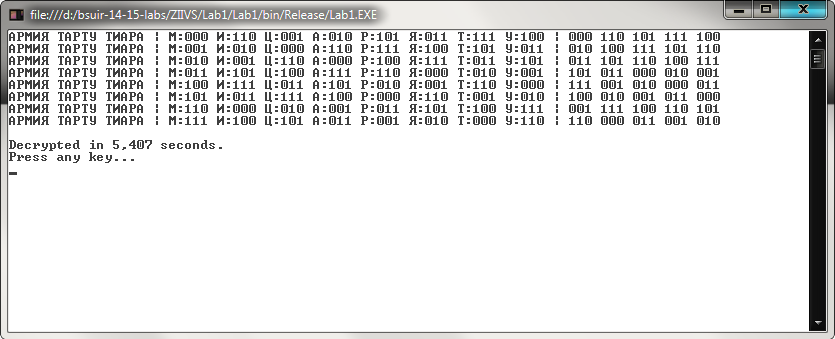 file:///d:/bsuir-14-15-labs/ZIIVS/Lab1/Lab1/bin/Release/Lab1.EXE
АРМИЯ ТАРТУ ТИАРА ¦ М:000 И:110 Ц:001 А:010 Р:101 Я:011 Т:111 У:100 ¦ 000 110 101 111 100
АРМИЯ ТАРТУ ТИАРА ¦ М:001 И:010 Ц:000 А:110 Р:111 Я:100 Т:101 У:011 ¦ 010 100 111 101 110
АРМИЯ ТАРТУ ТИАРА ¦ М:010 И:001 Ц:110 А:000 Р:100 Я:111 Т:011 У:101 ¦ 011 101 110 100 111
АРМИЯ ТАРТУ ТИАРА ¦ М:011 И:101 Ц:100 А:111 Р:110 Я:000 Т:010 У:001 ¦ 101 011 000 010 001
АРМИЯ ТАРТУ ТИАРА ¦ М:100 И:111 Ц:011 А:101 Р:010 Я:001 Т:110 У:000 ¦ 111 001 010 000 011
АРМИЯ ТАРТУ ТИАРА ¦ М:101 И:011 Ц:111 А:100 Р:000 Я:110 Т:001 У:010 ¦ 100 010 001 011 000
АРМИЯ ТАРТУ ТИАРА ¦ М:110 И:000 Ц:010 А:001 Р:011 Я:101 Т:100 У:111 ¦ 001 111 100 110 101
АРМИЯ ТАРТУ ТИАРА ¦ М:111 И:100 Ц:101 А:011 Р:001 Я:010 Т:000 У:110 ¦ 110 000 011 001 010
Decrypted in 5,407 seconds.
Press any key...